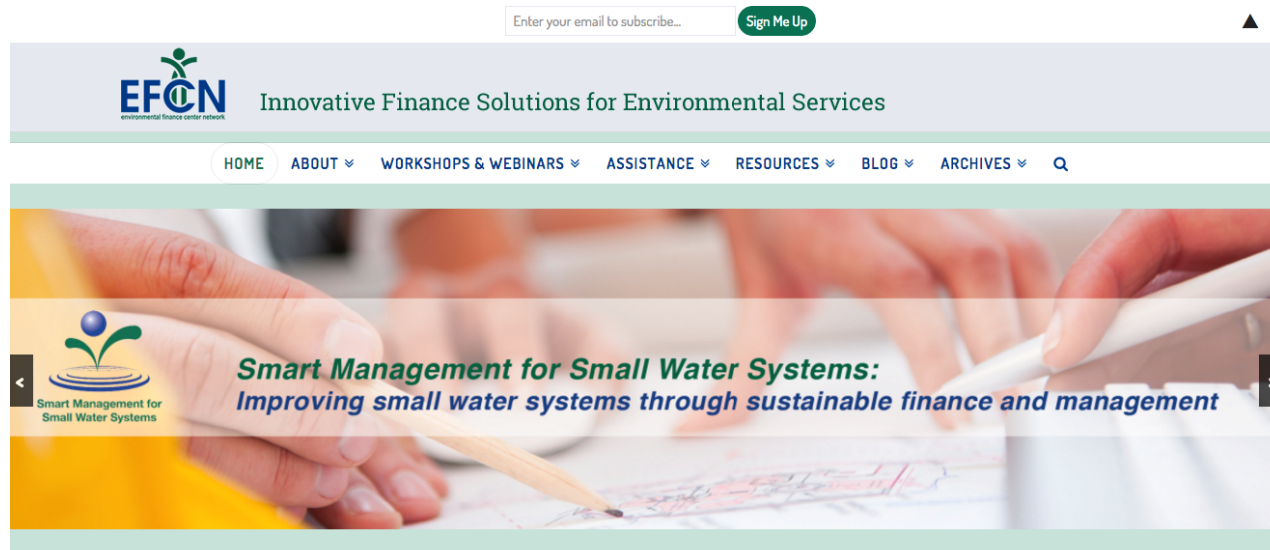 Enter your email to subscribe...
Sign Me Up
EFCN
environmental finance center network
Innovative Finance Solutions for Environmental Services
HOME
ABOUT
WORKSHOPS & WEBINARS
ASSISTANCE
RESOURCES
BLOG
ARCHIVES
Smart Management for Small Water Systems:
Improving small water systems through sustainable finance and management
Smart Management for
Small Water Systems